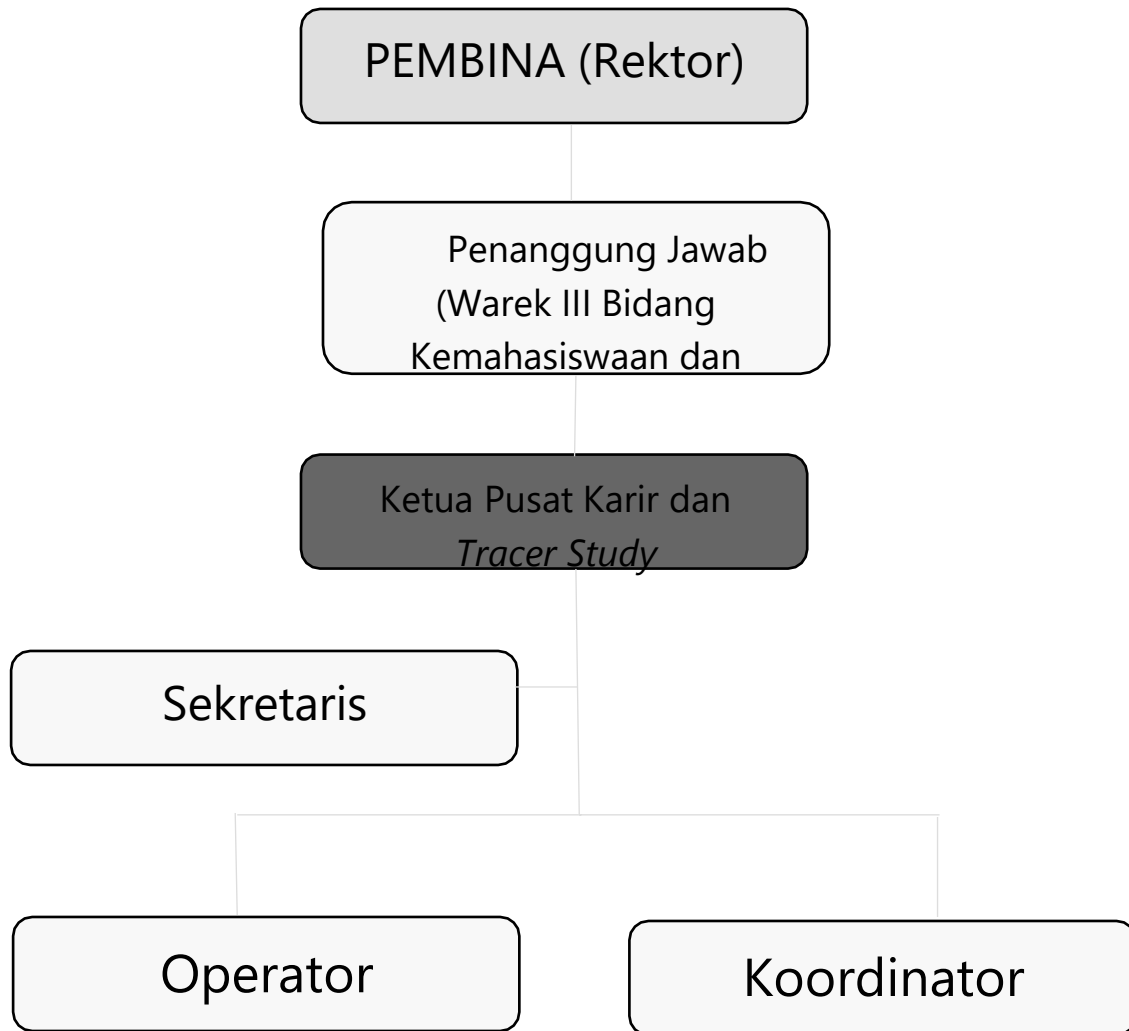 PEMBINA (Rektor)
Penanggung Jawab
(Warek III Bidang
Kemahasiswaan dan
Ketua Pusat Karir dan
Tracer Study
Sekretaris
Operator
Koordinator